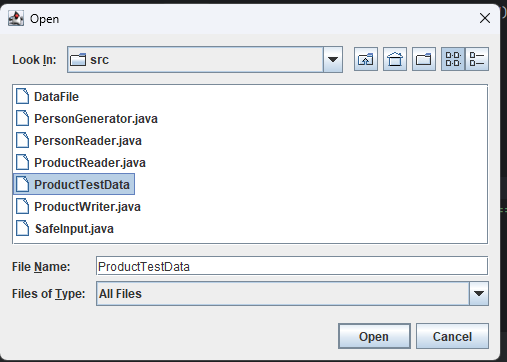 Open
Look In: src
DataFile
PersonGenerator.java
PersonReader.java
ProductReader.java
ProductTestData
ProductWriter.java
SafeInput.java
File Name: ProductTestData
Files of Type: All Files
Open Cancel